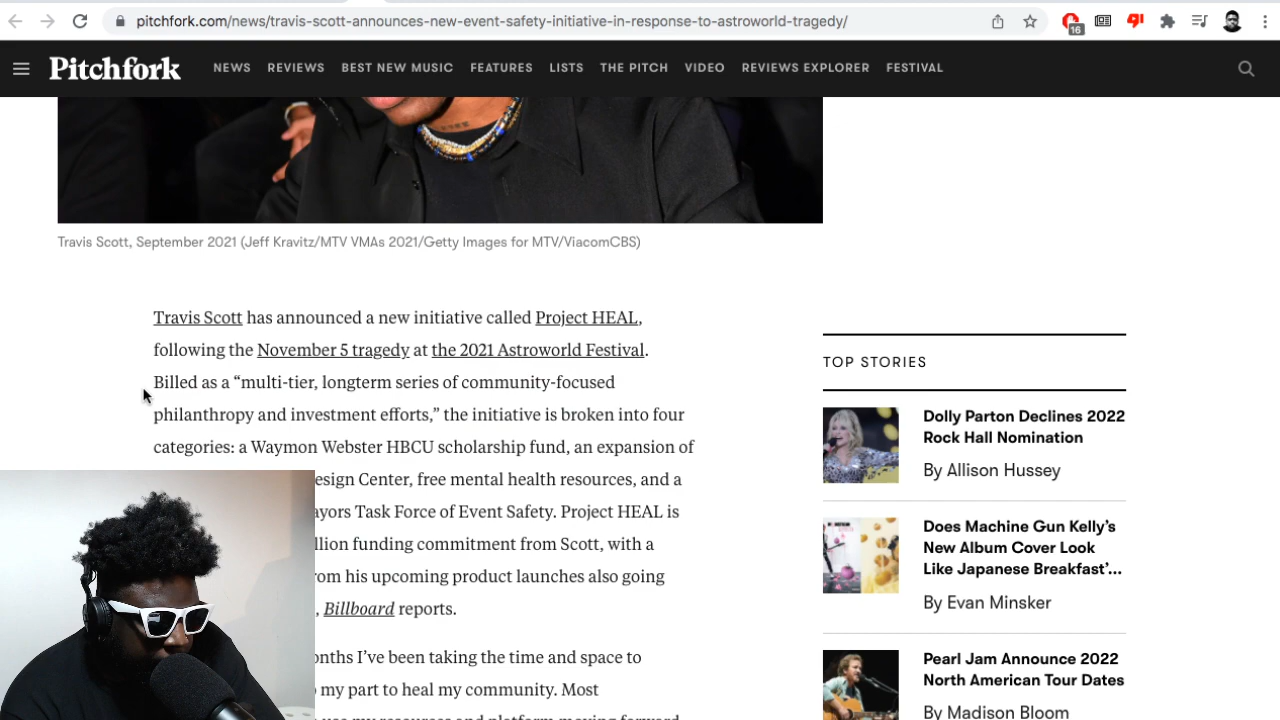 pitchfork.com/news/travis-scott-announces-new-event-safety-initiative-in-response-to-astroworld-tragedy/
16
Pitchfork
NEWS REVIEWS BEST NEW MUSIC FEATURES LISTS THE PITCH VIDEO REVIEWS EXPLORER FESTIVAL
Travis Scott, September 2021 (Jeff Kravitz/MTV VMAs 2021/Getty Images for MTV/ViacomCBS)
Travis Scott has announced a new initiative called Project HEAL,
following the November 5 tragedy at the 2021 Astroworld Festival.
Billed as a “multi-tier, longterm series of community-focused
philanthropy and investment efforts,” the initiative is broken into four
categories: a Waymon Webster HBCU scholarship fund, an expansion of
esign Center, free mental health resources, and a
ayors Task Force of Event Safety. Project HEAL is
llion funding commitment from Scott, with a
om his upcoming product launches also going
, Billboard reports.
onths I’ve been taking the time and space to
my part to heal my community. Most
use my resources and platform moving forward
TOP STORIES
Dolly Parton Declines 2022
Rock Hall Nomination
By Allison Hussey
Does Machine Gun Kelly’s
New Album Cover Look
Like Japanese Breakfast’...
By Evan Minsker
Pearl Jam Announce 2022
North American Tour Dates
By Madison Bloom